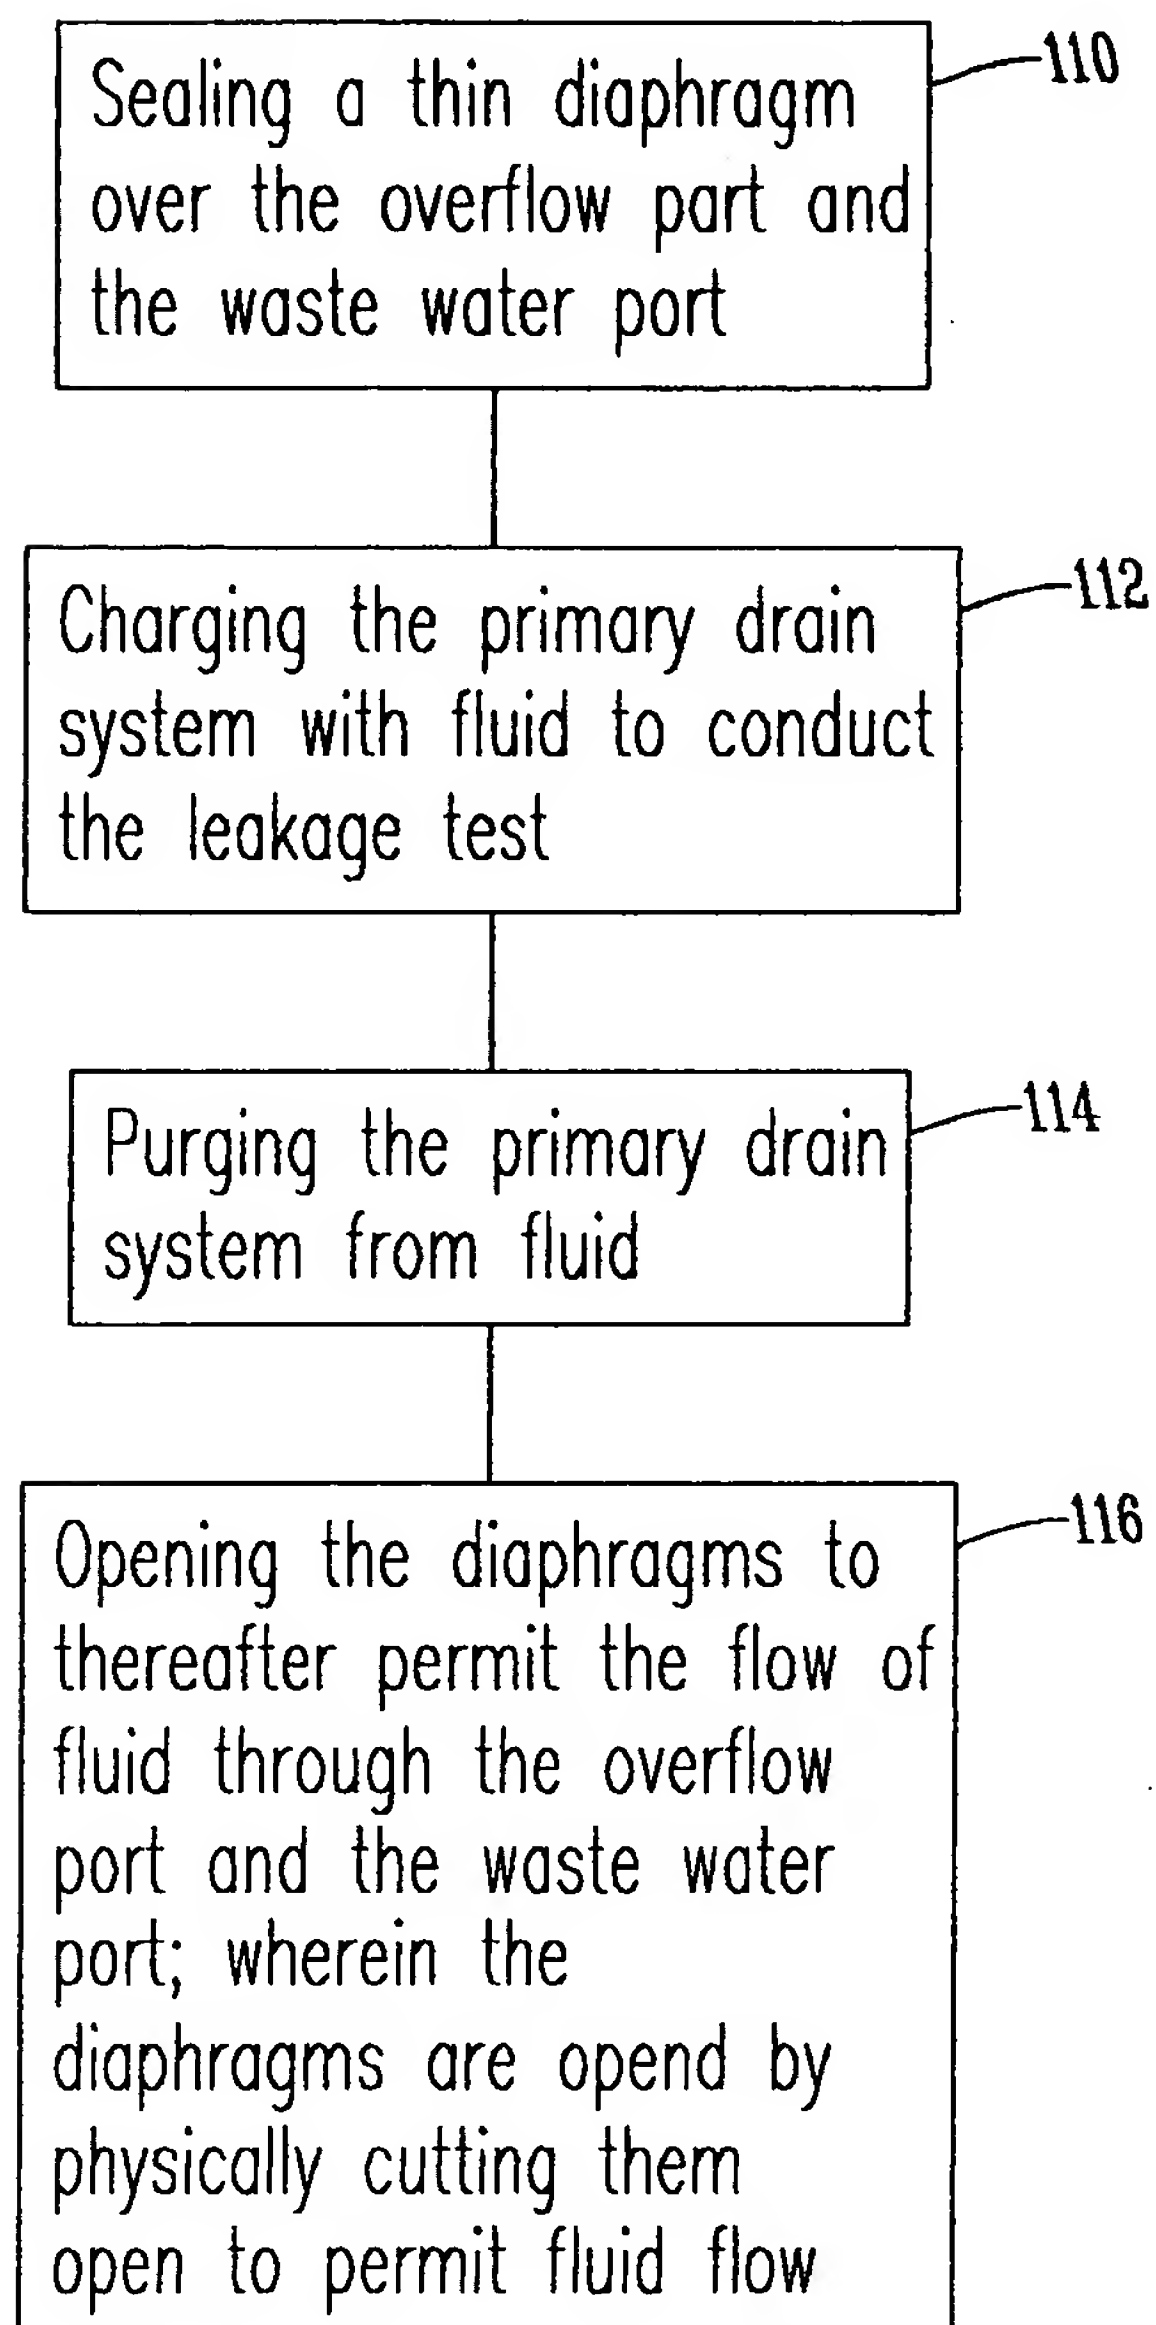 Sealing a thin diaphragm
over the overflow part and
the waste water port
110
Charging the primary drain
system with fluid to conduct
the leakage test
112
Purging the primary drain
system from fluid
114
Opening the diaphragms to
thereafter permit the flow of
fluid through the overflow
port and the waste water
port; wherein the
diaphragms are opend by
physically cutting them
open to permit fluid flow
116